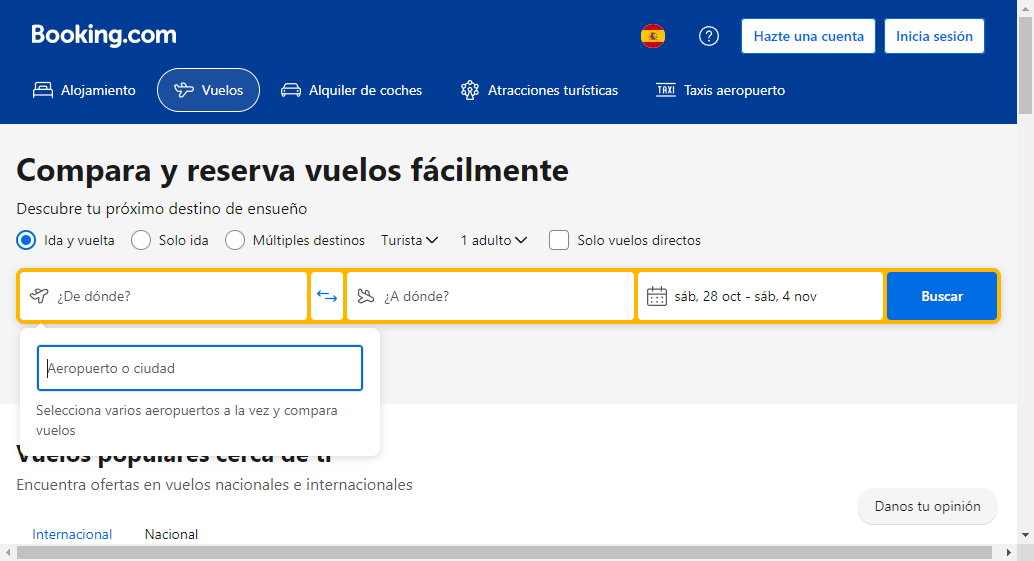 Booking.com
Hazte una cuenta
Inicia sesión
Alojamiento
Vuelos
Alquiler de coches
Atracciones turísticas
TAXI Taxis aeropuerto
Compara y reserva vuelos fácilmente
Descubre tu próximo destino de ensueño
Ida y vuelta
Solo ida
Múltiples destinos
Turista
1 adulto
Solo vuelos directos
¿De dónde?
¿A dónde?
sáb, 28 oct - sáb, 4 nov
Buscar
Aeropuerto o ciudad
Selecciona varios aeropuertos a la vez y compara
vuelos
Vuelos populares cerca de ti
Encuentra ofertas en vuelos nacionales e internacionales
Danos tu opinión
Internacional
Nacional